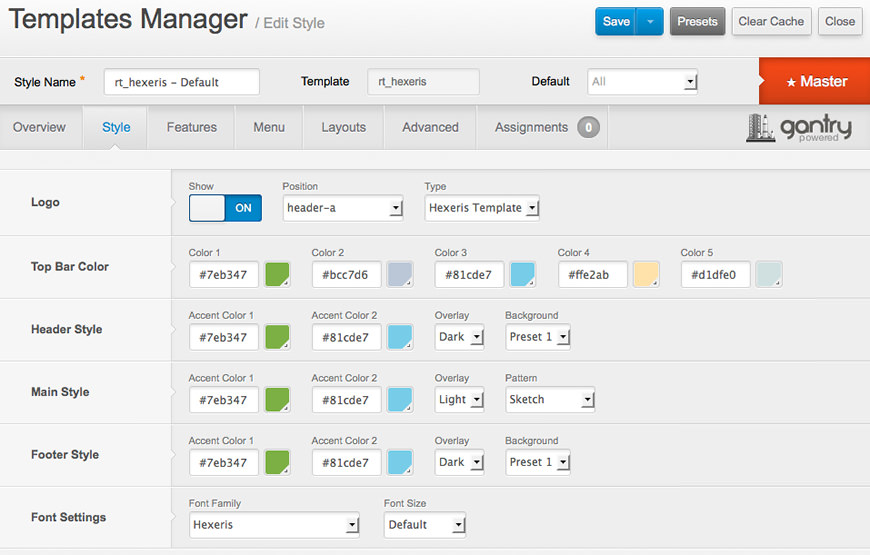 Templates Manager / Edit Style
Save Presets Clear Cache Close
Style Name * rt_hexeris - Default Template rt_hexeris Default All ★ Master
Overview Style Features Menu Layouts Advanced Assignments 0 gantry powered
Show Position Type
Logo ON header-a Hexeris Template
Color 1 Color 2 Color 3 Color 4 Color 5
Top Bar Color #7eb347 #bcc7d6 #81cde7 #ffe2ab #d1dfe0
Accent Color 1 Accent Color 2 Overlay Background
Header Style #7eb347 #81cde7 Dark Preset 1
Accent Color 1 Accent Color 2 Overlay Pattern
Main Style #7eb347 #81cde7 Light Sketch
Accent Color 1 Accent Color 2 Overlay Background
Footer Style #7eb347 #81cde7 Dark Preset 1
Font Family Font Size
Font Settings Hexeris Default